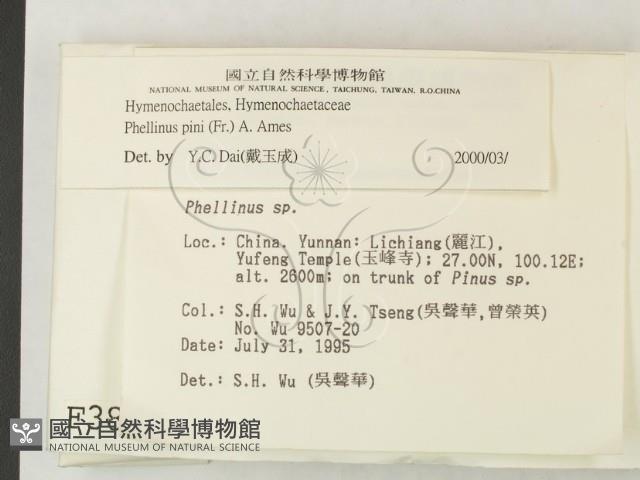 國立自然科學博物館
NATIONAL MUSEUM OF NATURAL SCIENCE, TAICHUNG, TAIWAN, R.O.CHINA
Hymenochaetales, Hymenochaetaceae
Phellinus pini (Fr.) A. Ames
Det. by Y.C. Dai(戴玉成) 2000/03/
Phellinus sp.
Loc.: China. Yunnan: Lichiang(麗江),
Yufeng Temple(玉峰寺); 27.00N, 100.12E;
alt. 2600m; on trunk of Pinus sp.
Col.: S.H. Wu & J.Y. Tseng(吳聲華,曾榮英)
No. Wu 9507-20
Date: July 31, 1995
Det.: S.H. Wu (吳聲華)
國立自然科學博物館
NATIONAL MUSEUM OF NATURAL SCIENCE